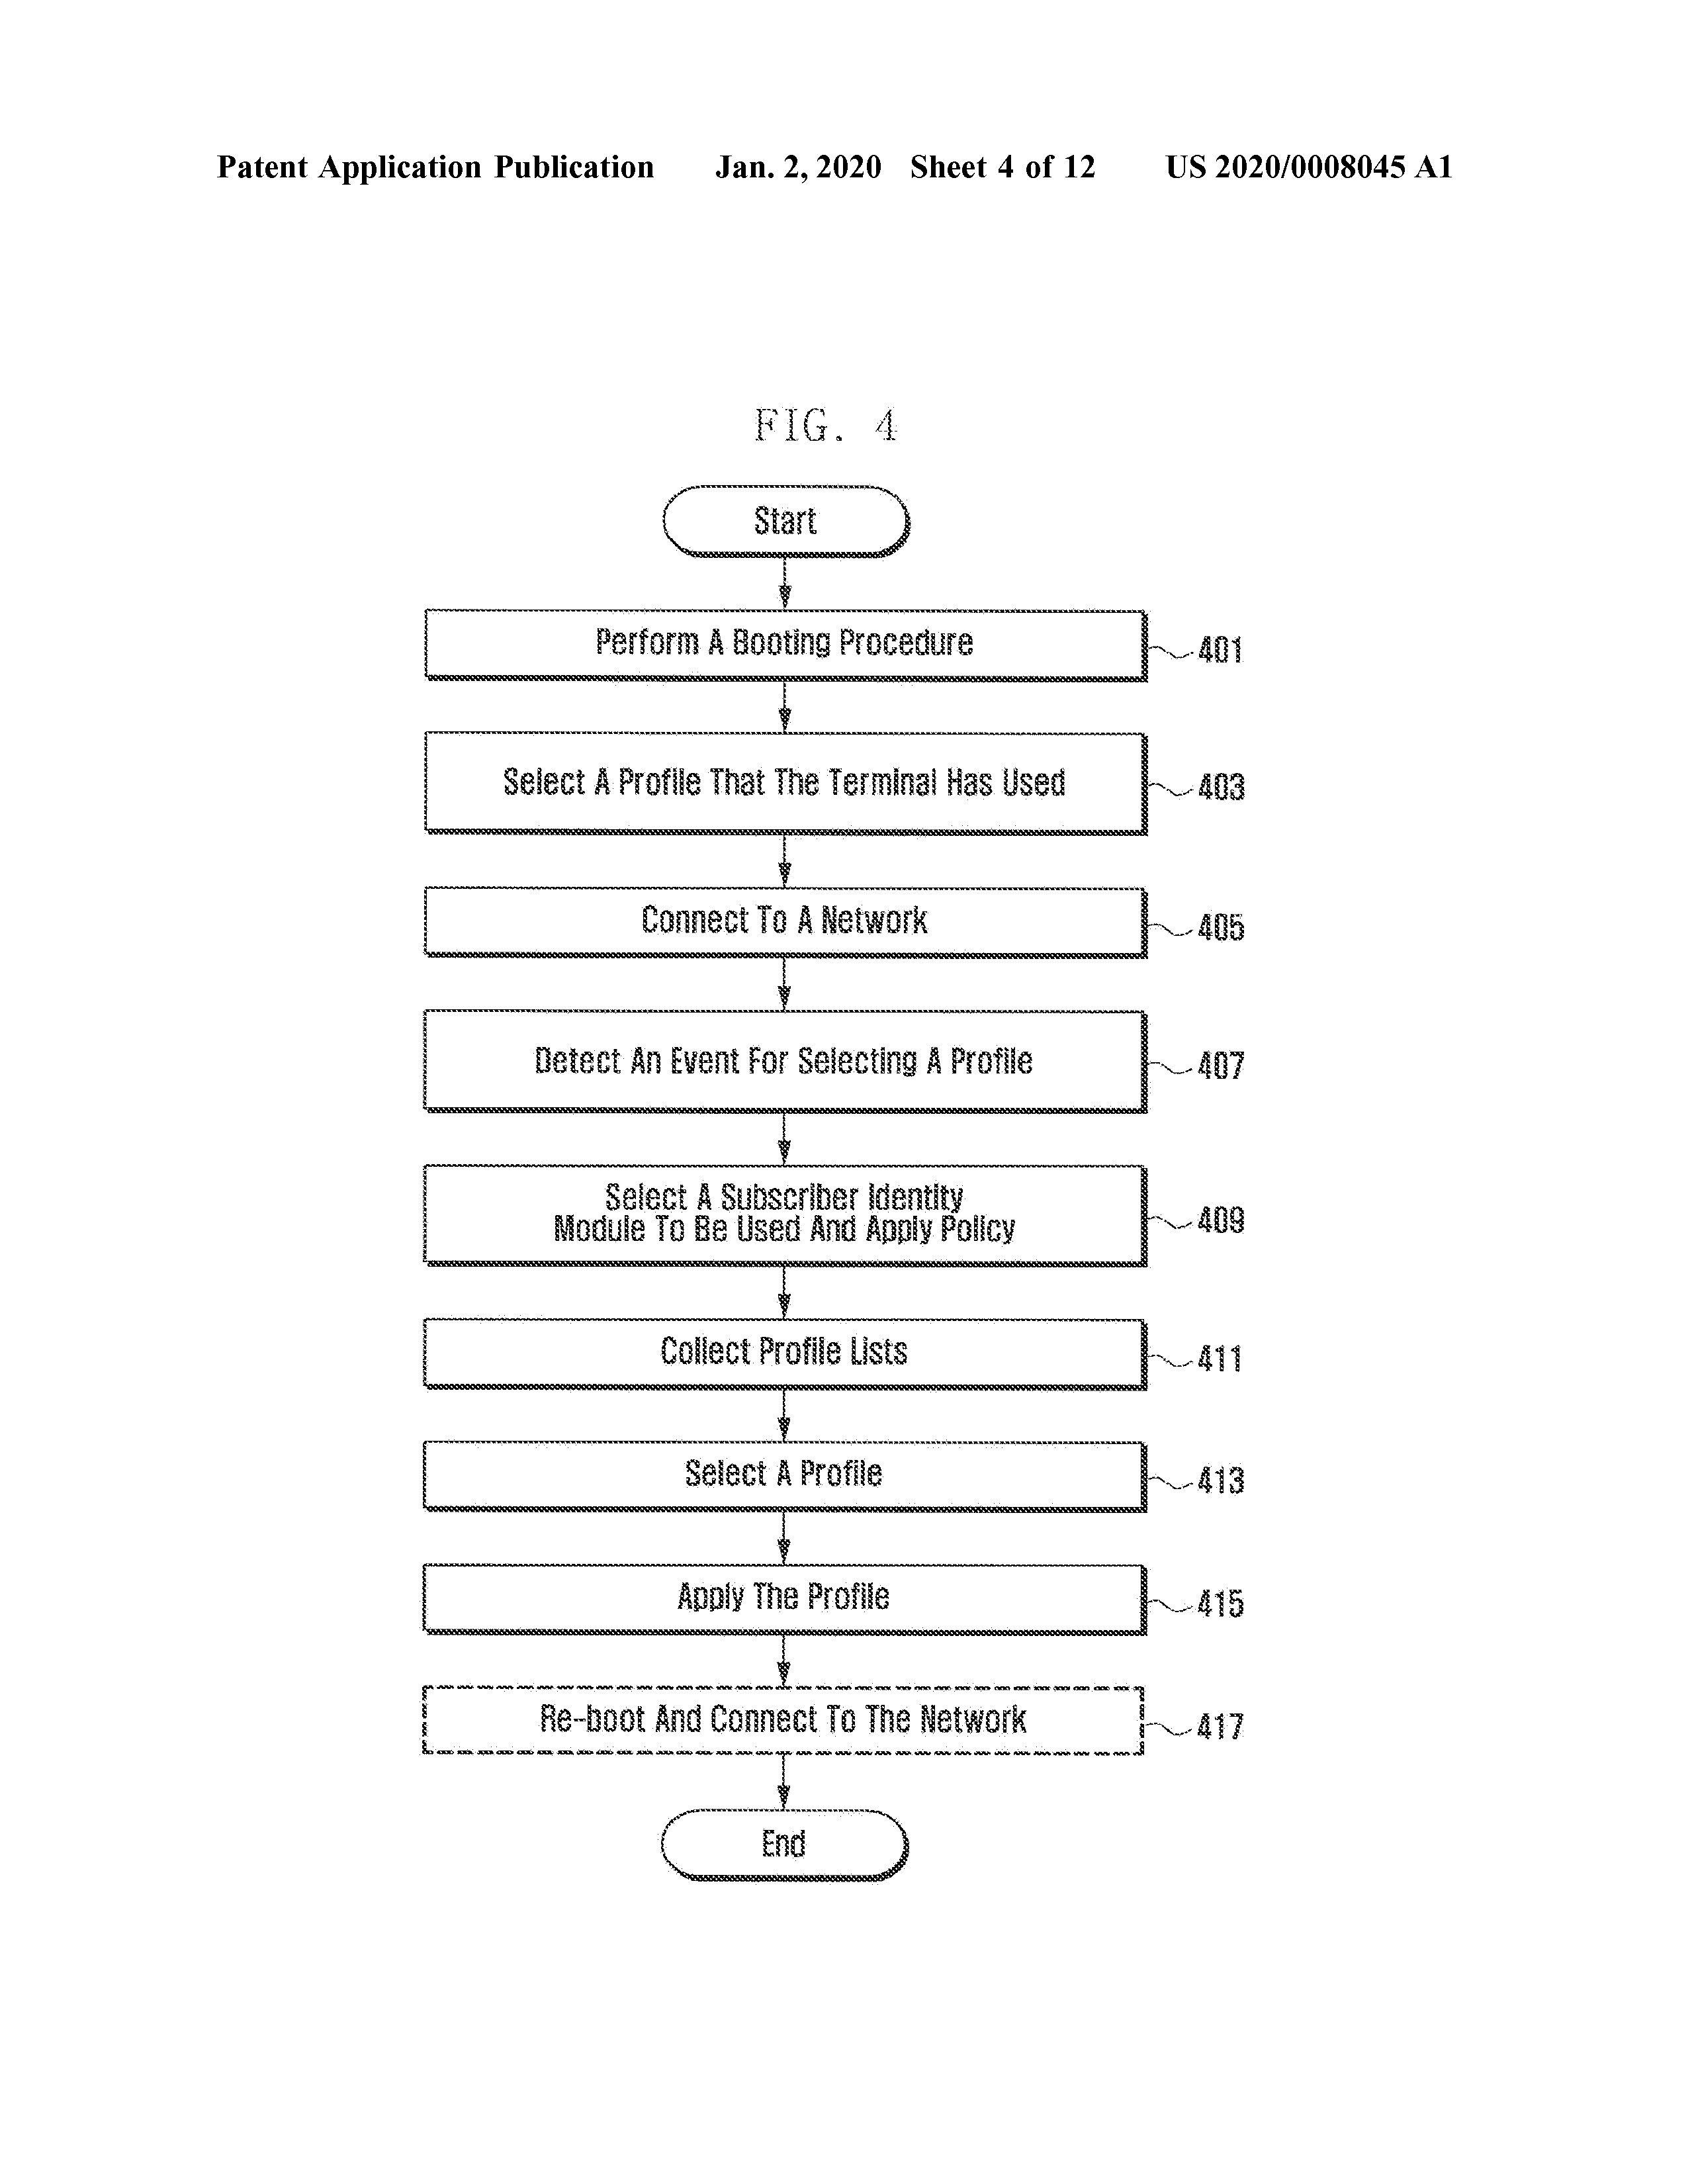 Patent Application Publication Jan. 2, 2020 Sheet 4 of 12 US 2020/0008045 A1
FIG. 4
Start
Perform A Booting Procedure
401
Select A Profile That The Terminal Has Used
403
Connect To A Network
405
Detect An Event For Selecting A Profile
407
Select A Subscriber Identity
Module To Be Used And Apply Policy
409
Collect Profile Lists
411
Select A Profile
413
Apply The Profile
415
Re-boot And Connect To The Network
417
End